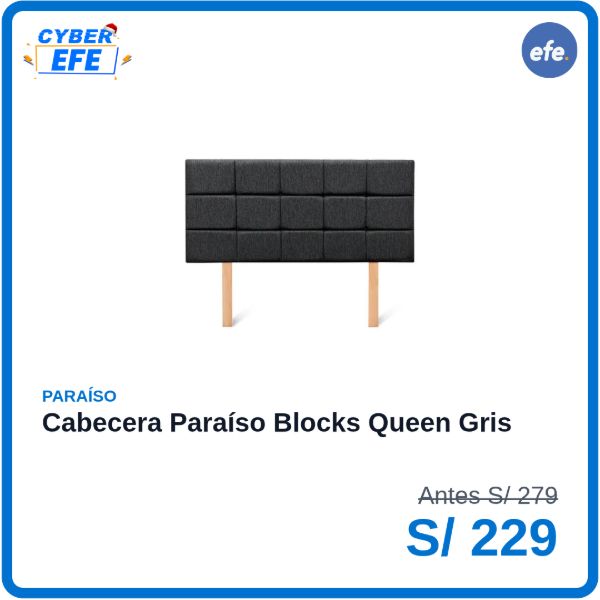 CYBER
EFE
efe.
PARAÍSO
Cabecera Paraíso Blocks Queen Gris
Antes S/ 279
S/ 229